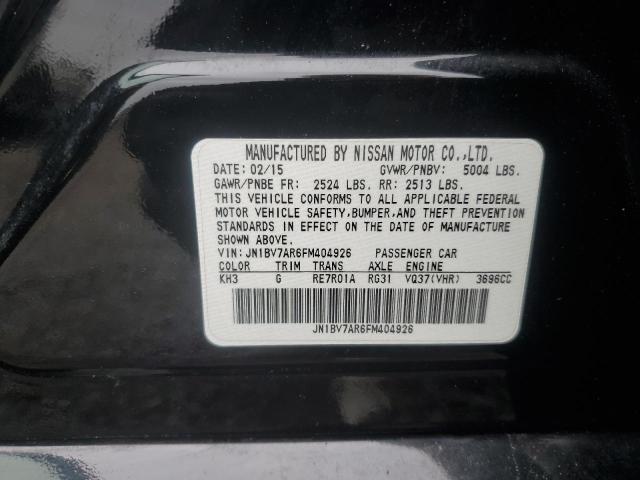 MANUFACTURED BY NISSAN MOTOR CO.,LTD.
DATE: 02/15 GVWR/PNBV: 5004 LBS.
GAWR/PNBE FR: 2524 LBS. RR: 2513 LBS.
THIS VEHICLE CONFORMS TO ALL APPLICABLE FEDERAL
MOTOR VEHICLE SAFETY,BUMPER,AND THEFT PREVENTION
STANDARDS IN EFFECT ON THE DATE OF MANUFACTURE
SHOWN ABOVE.
VIN: JN1BV7AR6FM404926 PASSENGER CAR
COLOR TRIM TRANS AXLE ENGINE
KH3 G RE7R01A RG31 VQ37(VHR) 3696CC
JN1BV7AR6FM404926